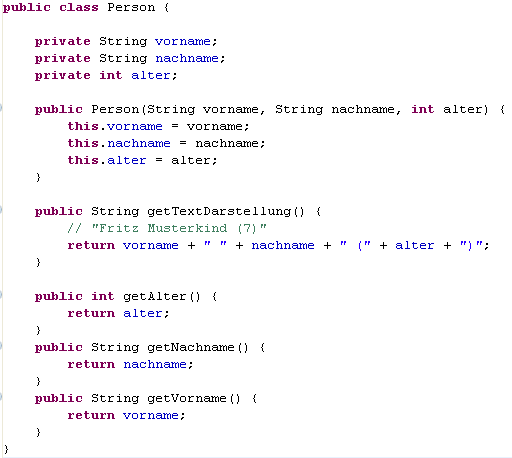 public class Person {
private String vorname;
private String nachname;
private int alter;
public Person(String vorname, String nachname, int alter) {
this.vorname = vorname;
this.nachname = nachname;
this.alter = alter;
}
public String getTextDarstellung() {
// "Fritz Musterkind (7)"
return vorname + " " + nachname + " (" + alter + ")";
}
public int getAlter() {
return alter;
}
public String getNachname() {
return nachname;
}
public String getVorname() {
return vorname;
}
}